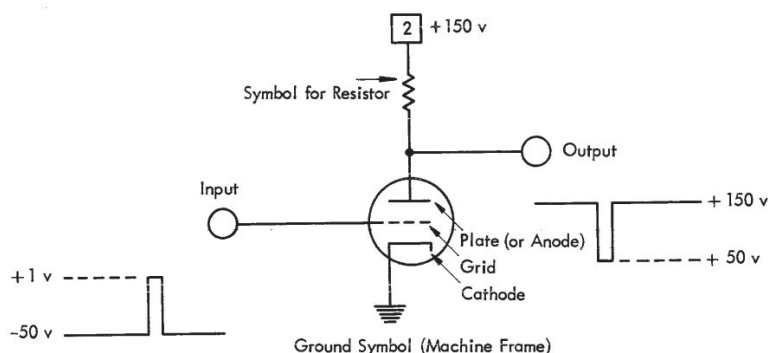 2 +150 v
Symbol for Resistor
Output
Input
+ 150 v
Plate (or Anode)
Grid
+ 50 v
+1 v
Cathode
-50 v
Ground Symbol (Machine Frame)